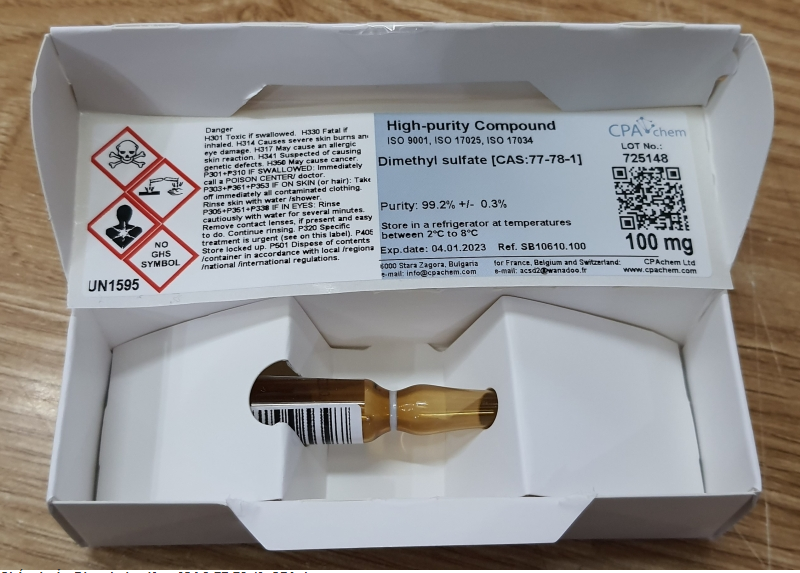 Danger
H301 Toxic if swallowed. H330 Fatal if
inhaled. H314 Causes severe skin burns and
eye damage. H317 May cause an allergic
skin reaction. H341 Suspected of causing
genetic defects. H350 May cause cancer.
P301+P310 IF SWALLOWED: Immediately
call a POISON CENTER/ doctor.
P303+P361+P353 IF ON SKIN (or hair): Take
off immediately all contaminated clothing.
Rinse skin with water /shower.
P305+P351+P338 IF IN EYES: Rinse
cautiously with water for several minutes.
Remove contact lenses, if present and easy
to do. Continue rinsing. P320 Specific
treatment is urgent (see on this label). P405
Store locked up. P501 Dispose of contents
/container in accordance with local /regiona
/national /international regulations.
NO
GHS
SYMBOL
UN1595
High-purity Compound
ISO 9001, ISO 17025, ISO 17034
Dimethyl sulfate [CAS:77-78-1]
Purity: 99.2% +/- 0.3%
Store in a refrigerator at temperatures
between 2°C to 8°C
Exp.date: 04.01.2023 Ref. SB10610.100
CPAchem
LOT No.:
725148
100 mg
6000 Stara Zagora, Bulgaria for France, Belgium and Switzerland: CPAchem Ltd
e-mail: info@cpachem.com e-mail: acsd2@wanadoo.fr www.cpachem.com